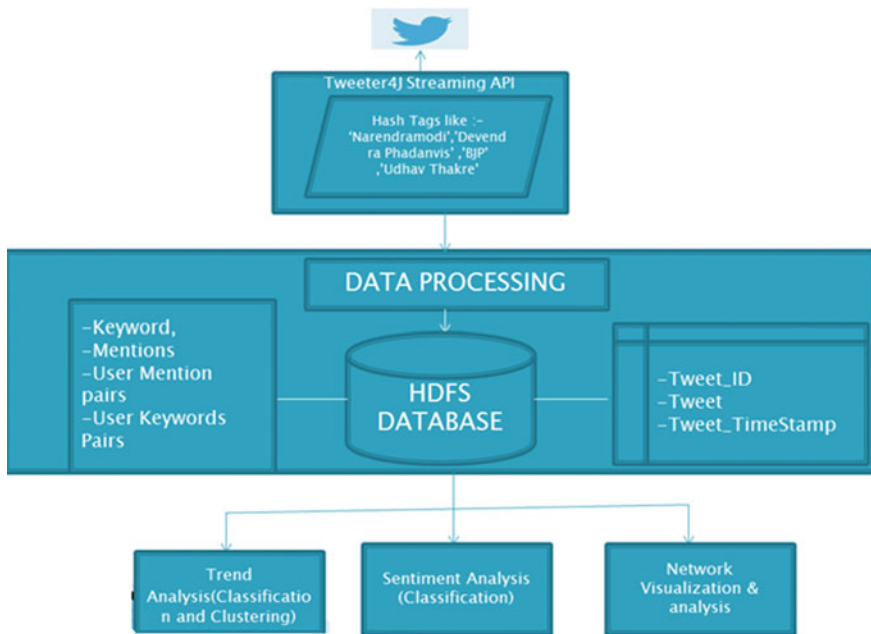 Tweeter4J Streaming API
Hash Tags like :-
'Narendramodi','Devend
ra Phadanvis' ,'BJP'
,'Udhav Thakre'
DATA PROCESSING
-Keyword,
-Mentions
-User Mention
pairs
-User Keywords
Pairs
HDFS
DATABASE
-Tweet_ID
-Tweet
-Tweet_TimeStamp
Trend
Analysis(Classificatio
n and Clustering)
Sentiment Analysis
(Classification)
Network
Visualization &
analysis